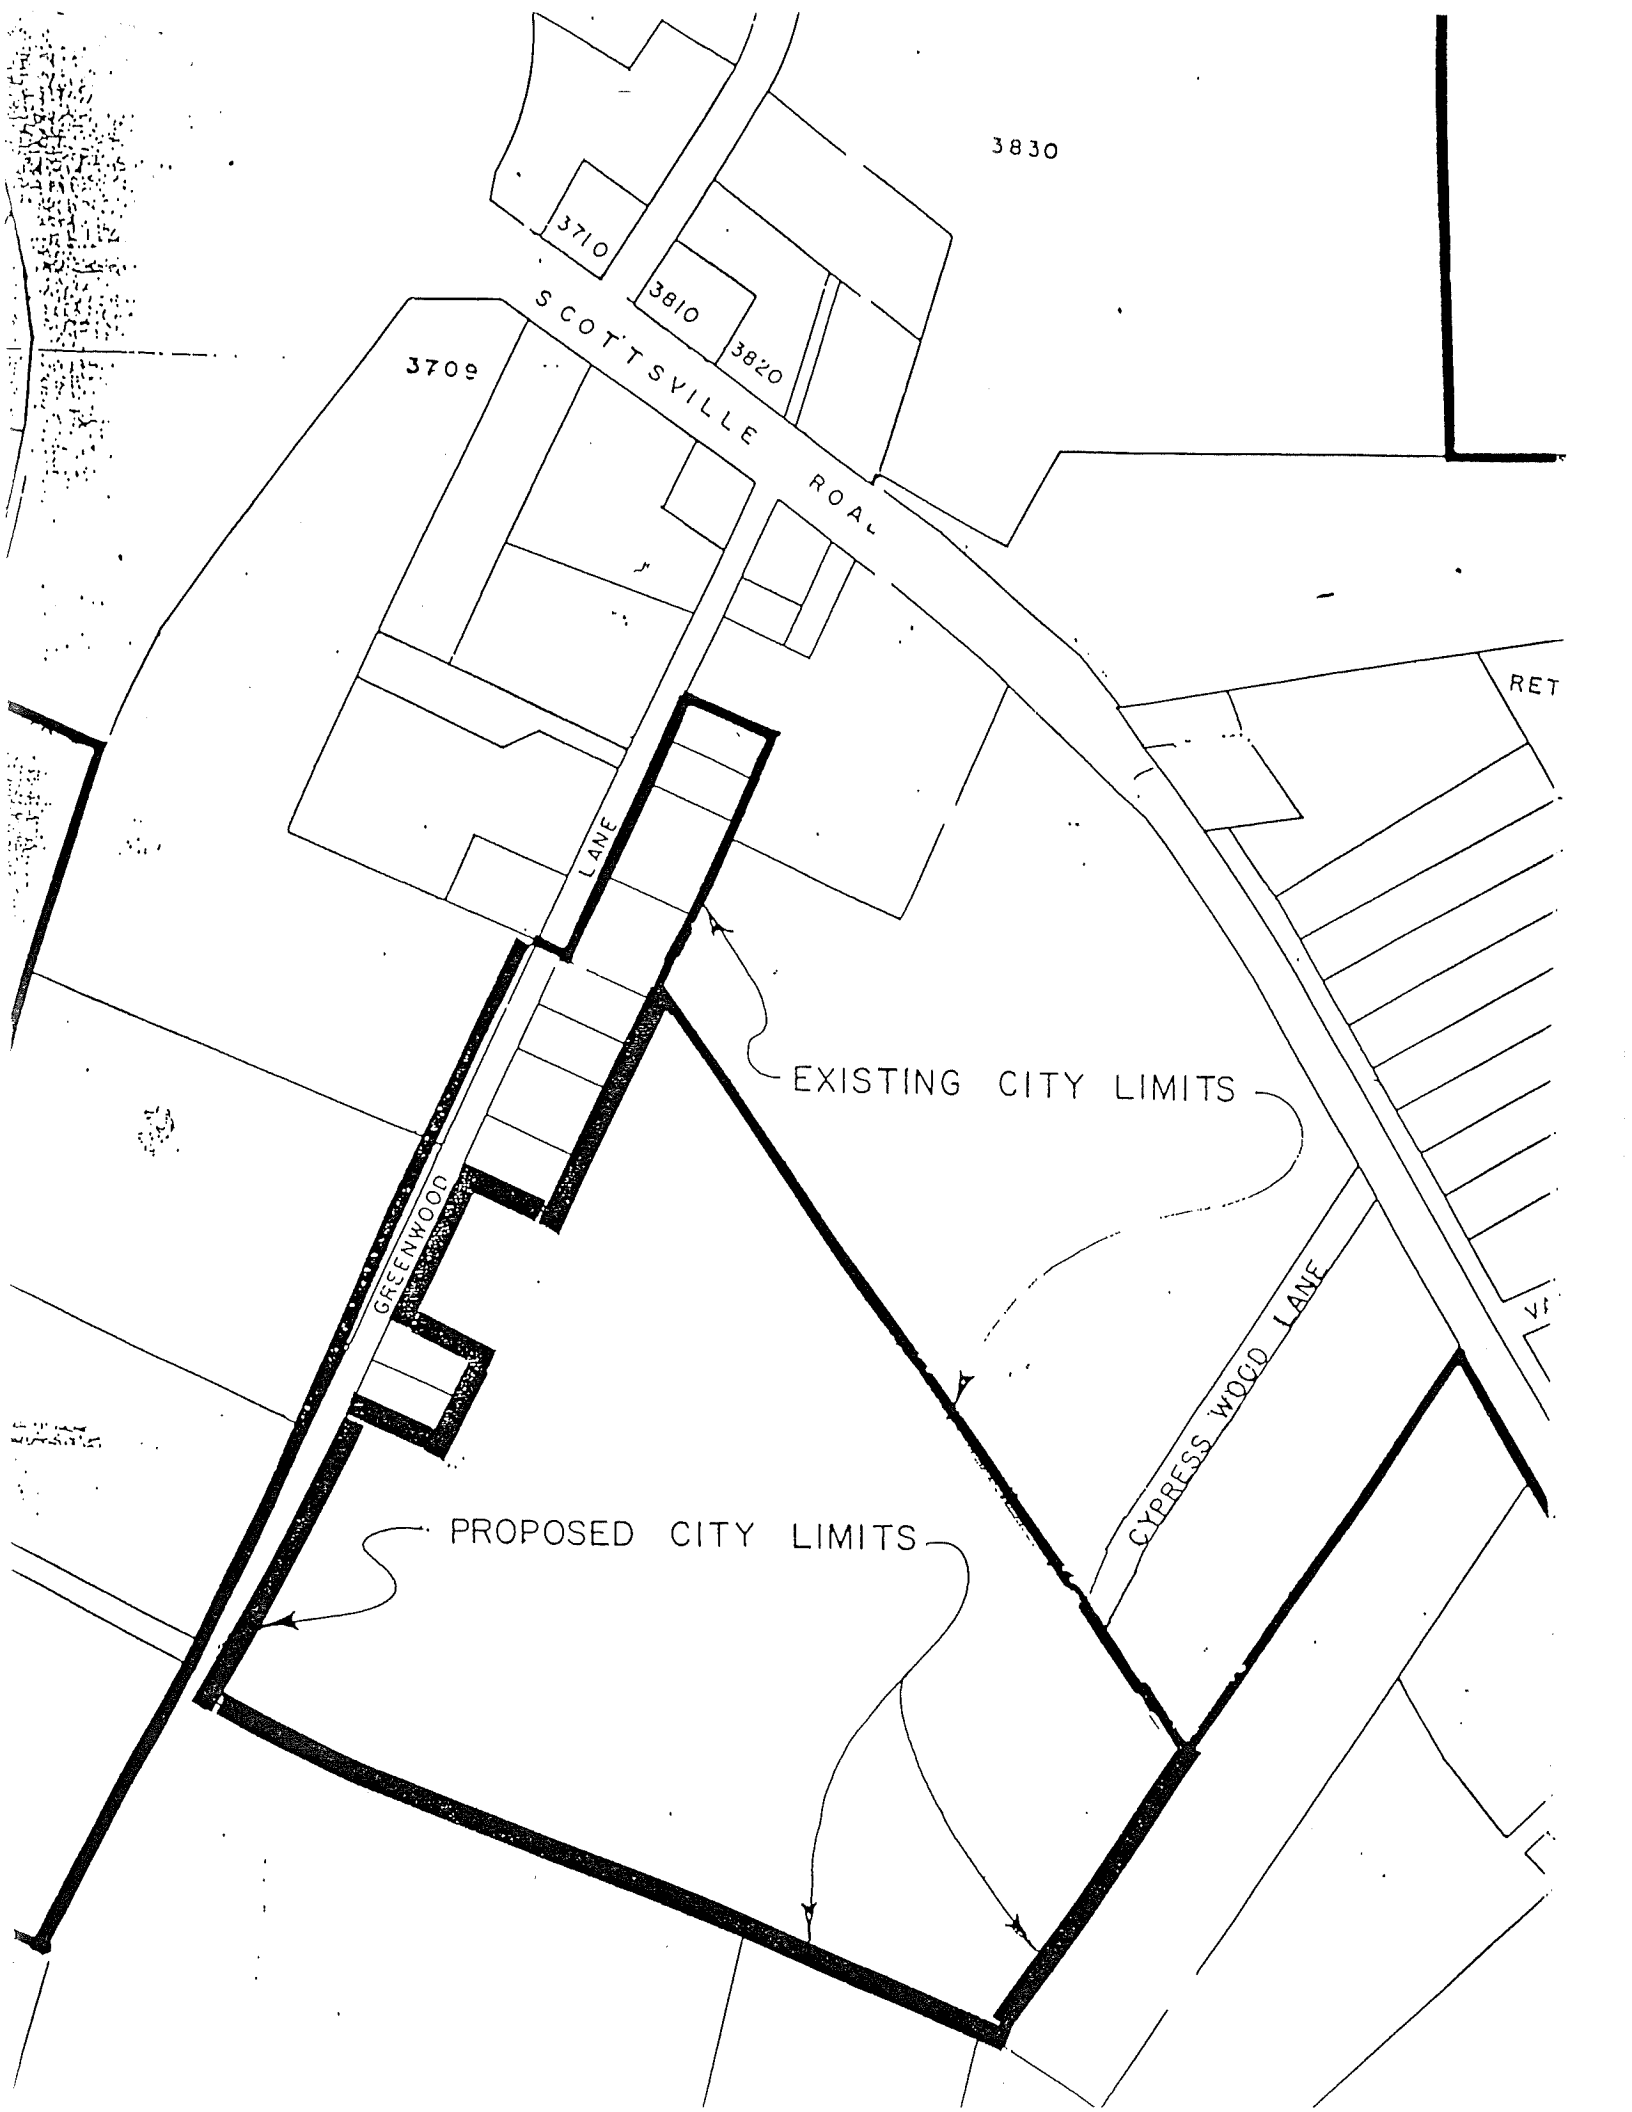 3830
3710
3810
SCOTTSVILLE ROAD
3820
3709
RET
LANE
EXISTING CITY LIMITS
GREENWOOD
CYPRESS WOOD LANE
PROPOSED CITY LIMITS